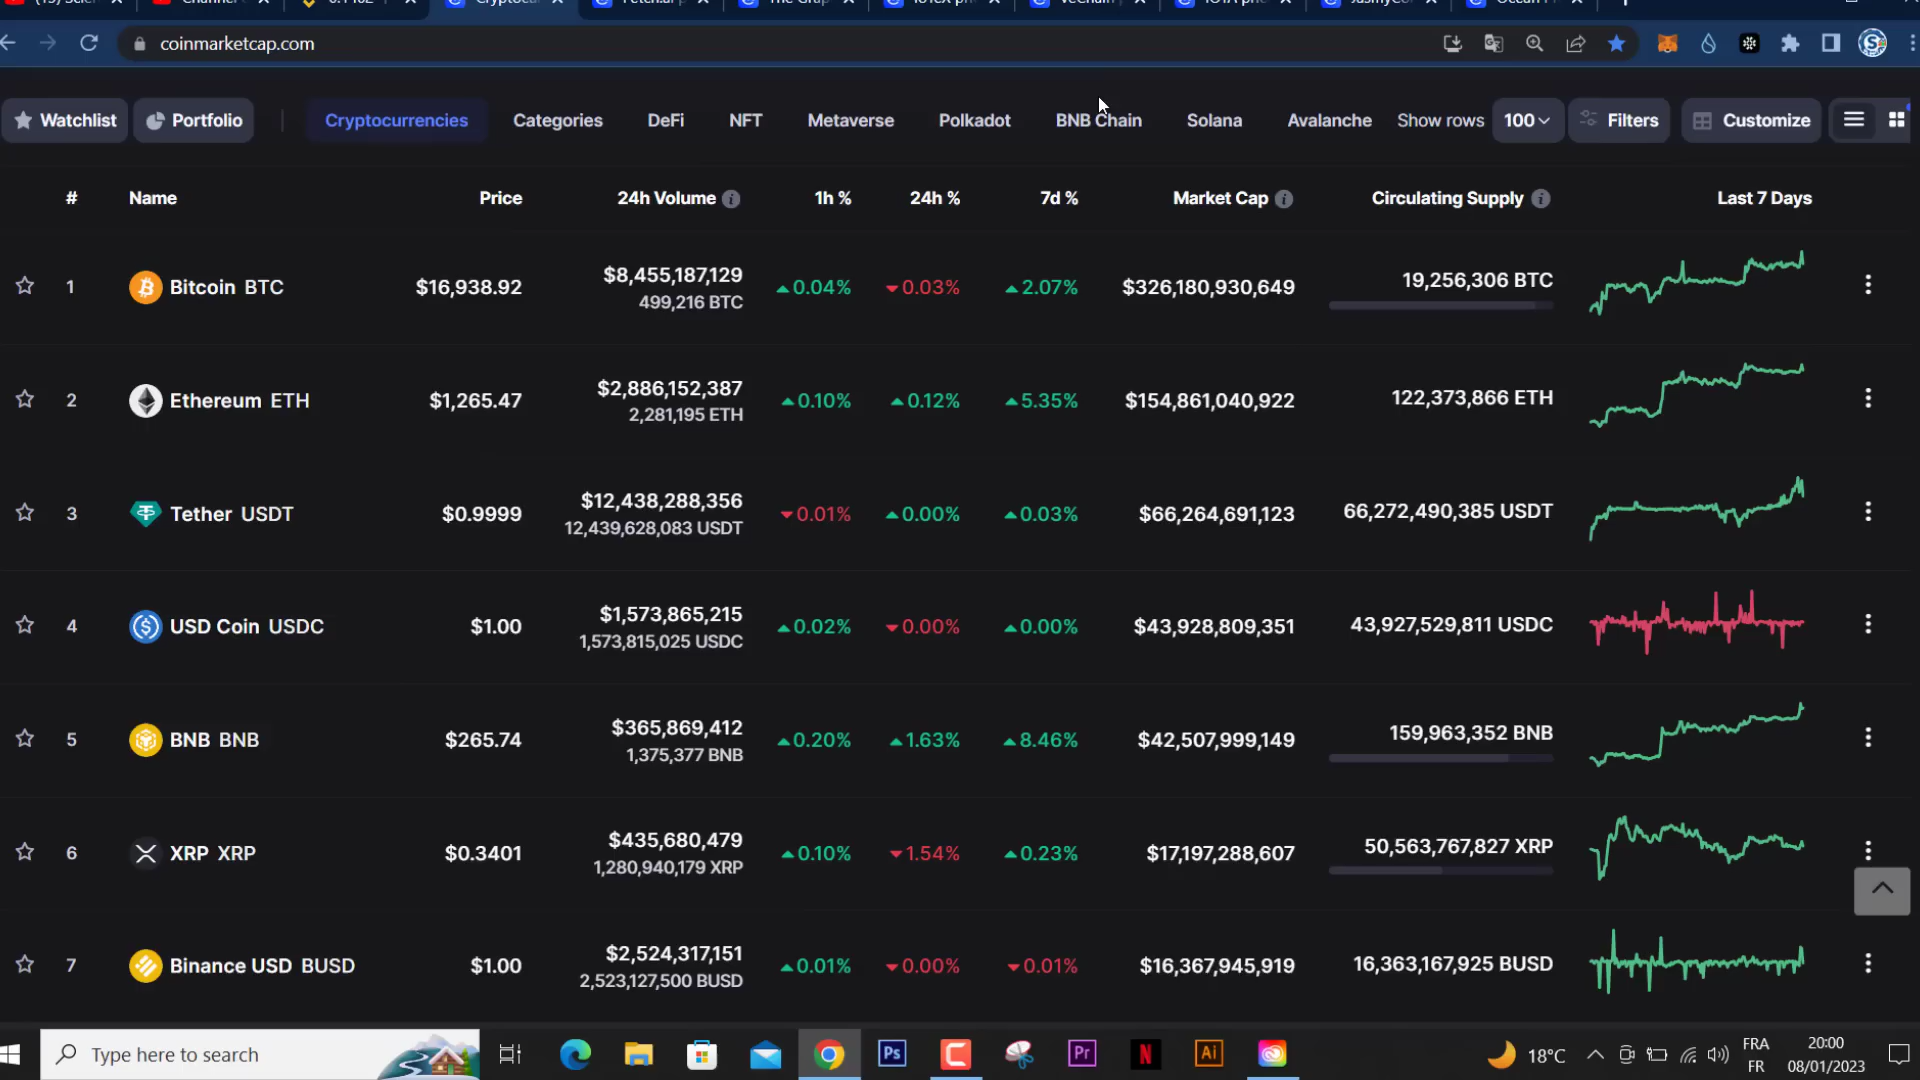 coinmarketcap.com
Watchlist Portfolio Cryptocurrencies Categories DeFi NFT Metaverse Polkadot BNB Chain Solana Avalanche Show rows 100 Filters Customize
# Name Price 24h Volume 1h % 24h % 7d % Market Cap Circulating Supply Last 7 Days
1 Bitcoin BTC $16,938.92 $8,455,187,129 0.04% 0.03% 2.07% $326,180,930,649 19,256,306 BTC
499,216 BTC
2 Ethereum ETH $1,265.47 $2,886,152,387 0.10% 0.12% 5.35% $154,861,040,922 122,373,866 ETH
2,281,195 ETH
3 Tether USDT $0.9999 $12,438,288,356 0.01% 0.00% 0.03% $66,264,691,123 66,272,490,385 USDT
12,439,628,083 USDT
4 USD Coin USDC $1.00 $1,573,865,215 0.02% 0.00% 0.00% $43,928,809,351 43,927,529,811 USDC
1,573,815,025 USDC
5 BNB BNB $265.74 $365,869,412 0.20% 1.63% 8.46% $42,507,999,149 159,963,352 BNB
1,375,377 BNB
6 XRP XRP $0.3401 $435,680,479 0.10% 1.54% 0.23% $17,197,288,607 50,563,767,827 XRP
1,280,940,179 XRP
7 Binance USD BUSD $1.00 $2,524,317,151 0.01% 0.00% 0.01% $16,367,945,919 16,363,167,925 BUSD
2,523,127,500 BUSD
Type here to search Ps Pr N Ai 18°C FRA 20:00
FR 08/01/2023